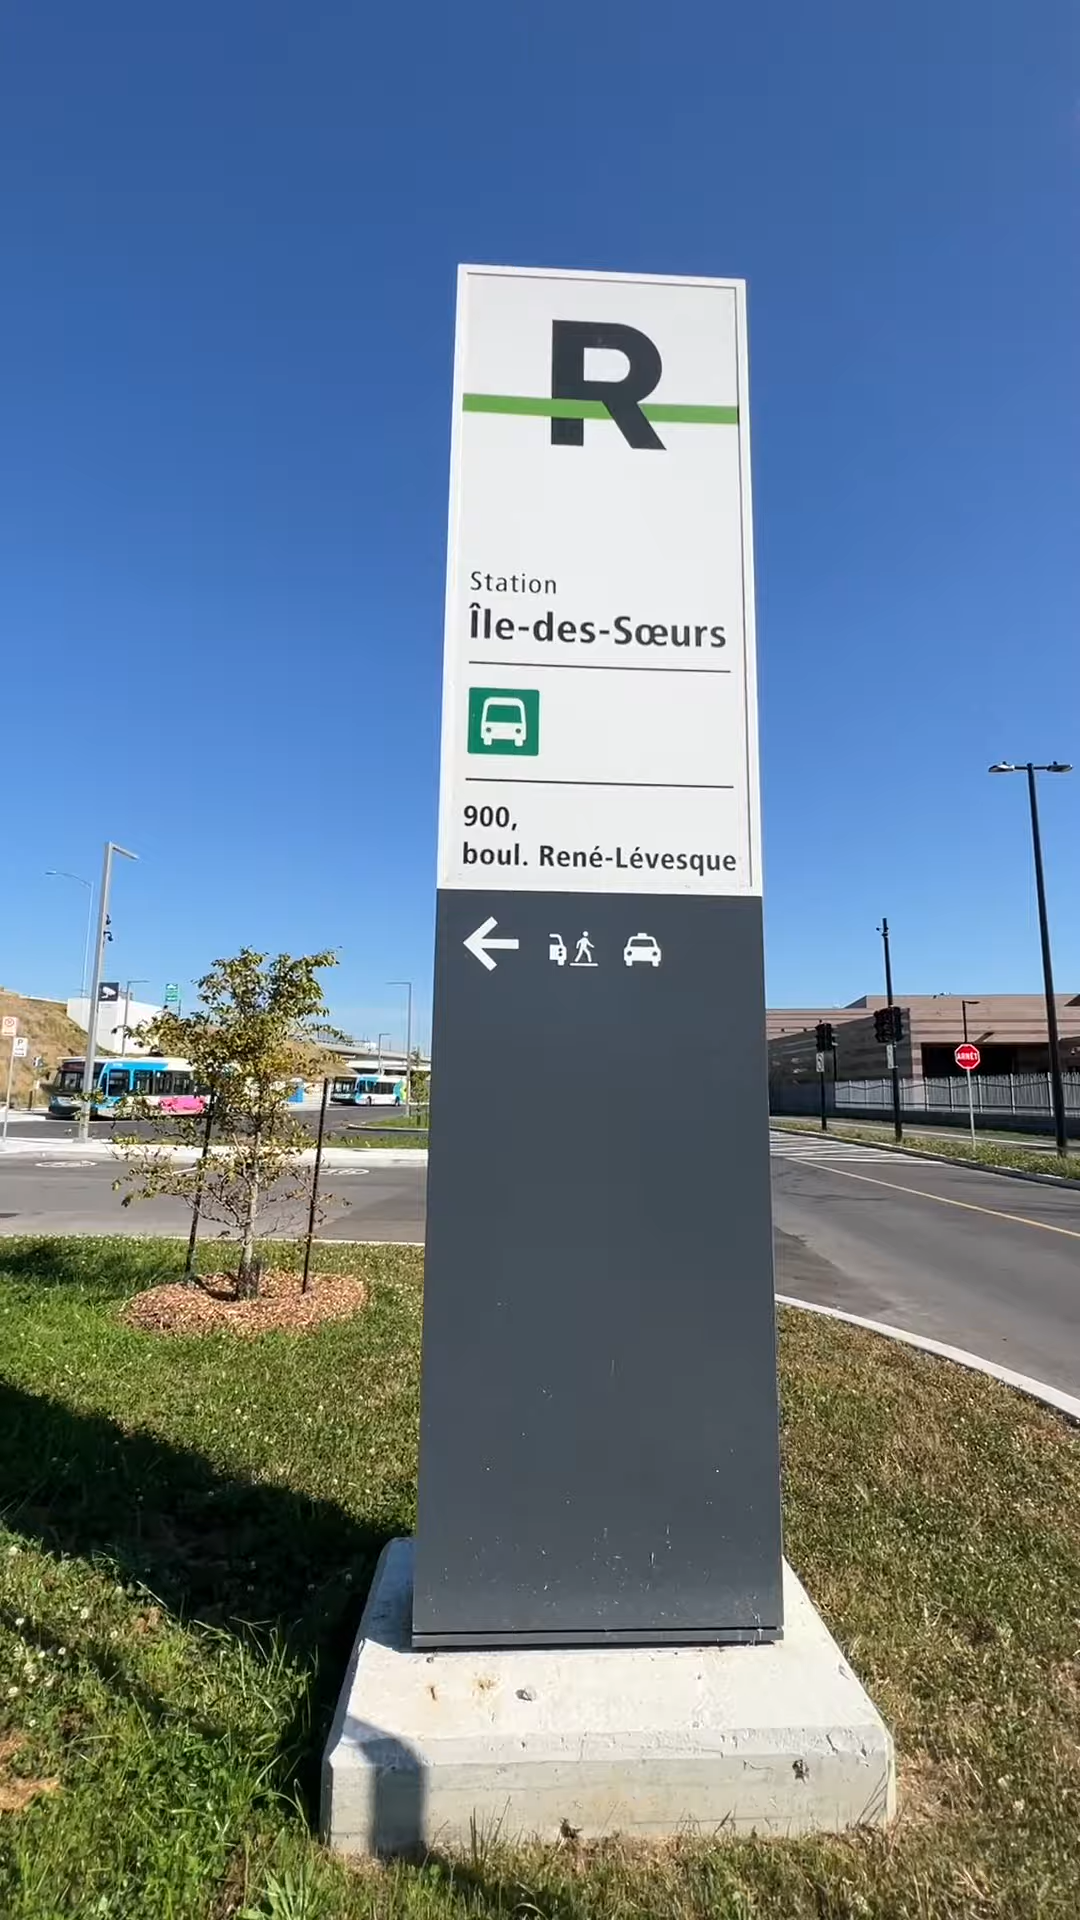 R
Station
Île-des-Sœurs
900,
boul. René-Lévesque
ARRÊT
P